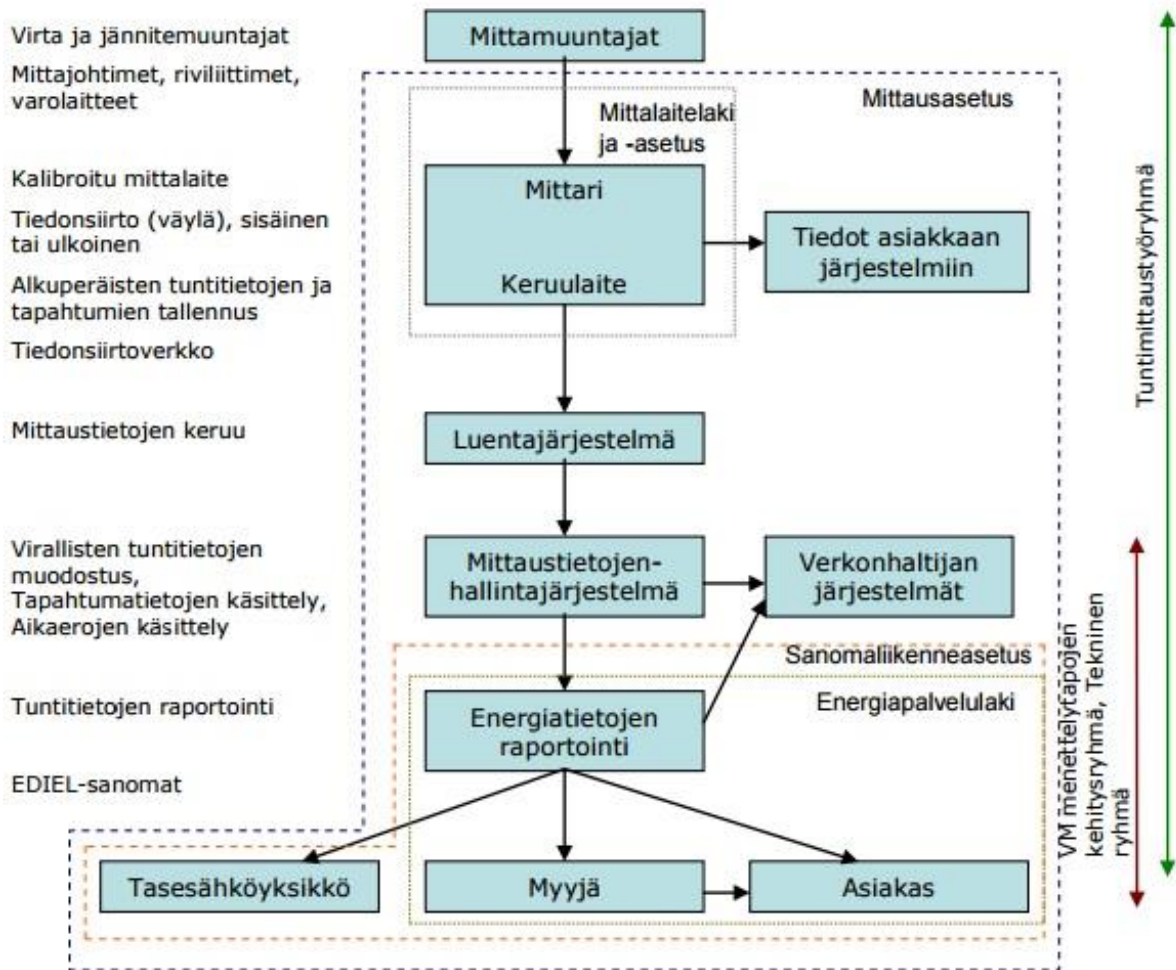 Virta ja jännitemuuntajat
Mittamuuntajat
Mittajohtimet, riviliittimet,
varolaitteet
Mittausasetus
Mittalaitelaki
ja -asetus
Kalibroitu mittalaite
Mittari
Tiedonsiirto (väylä), sisäinen
tai ulkoinen
Tiedot asiakkaan
järjestelmiin
Alkuperäisten tuntitietojen ja
tapahtumien tallennus
Keruulaite
Tiedonsiirtoverkko
Mittaustietojen keruu
Luentajärjestelmä
Virallisten tuntitietojen
muodostus,
Tapahtumatietojen käsittely,
Aikaerojen käsittely
Mittaustietojen-
hallintajärjestelmä
Verkonhaltijan
järjestelmät
Sanomaliikenneasetus
Energiapalvelulaki
Tuntitietojen raportointi
Energiatietojen
raportointi
EDIEL-sanomat
Tasesähköyksikkö
Myyjä
Asiakas
Tuntimittaustyöryhmä
VM menettelytapojen
kehitysryhmä, Tekninen
ryhmä